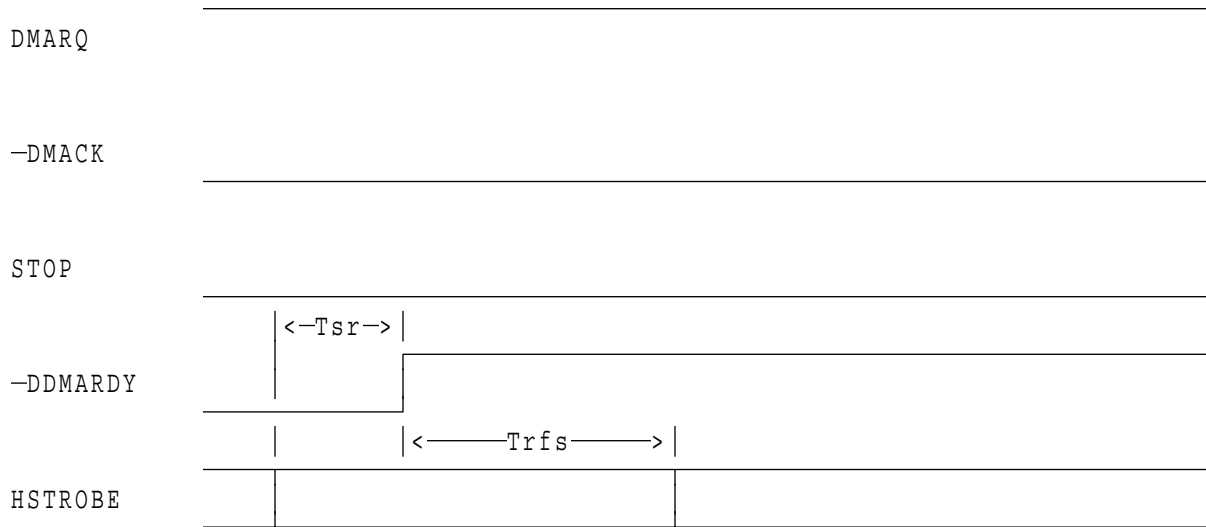 DMARQ
—DMACK
STOP
|<—Tsr—>|
—DDMARDY
|<———Trfs———>|
HSTROBE